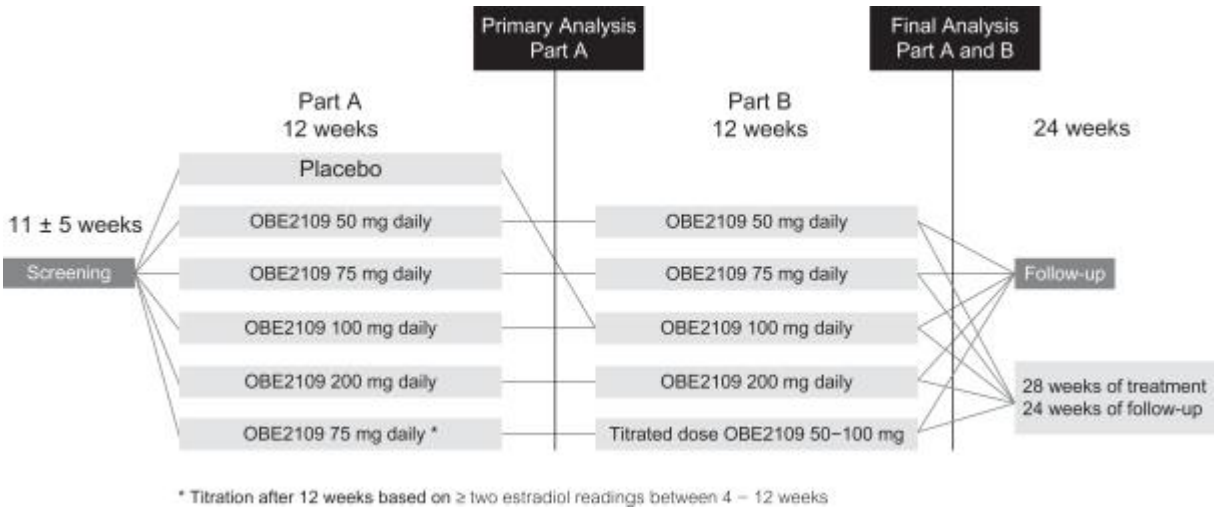 Primary Analysis
Part A
Final Analysis
Part A and B
Part A
12 weeks
Part B
12 weeks
24 weeks
Placebo
11 ± 5 weeks
OBE2109 50 mg daily
OBE2109 50 mg daily
Screening
OBE2109 75 mg daily
OBE2109 75 mg daily
Follow-up
OBE2109 100 mg daily
OBE2109 100 mg daily
OBE2109 200 mg daily
OBE2109 200 mg daily
28 weeks of treatment
24 weeks of follow-up
OBE2109 75 mg daily *
Titrated dose OBE2109 50–100 mg
* Titration after 12 weeks based on ≥ two estradiol readings between 4 – 12 weeks